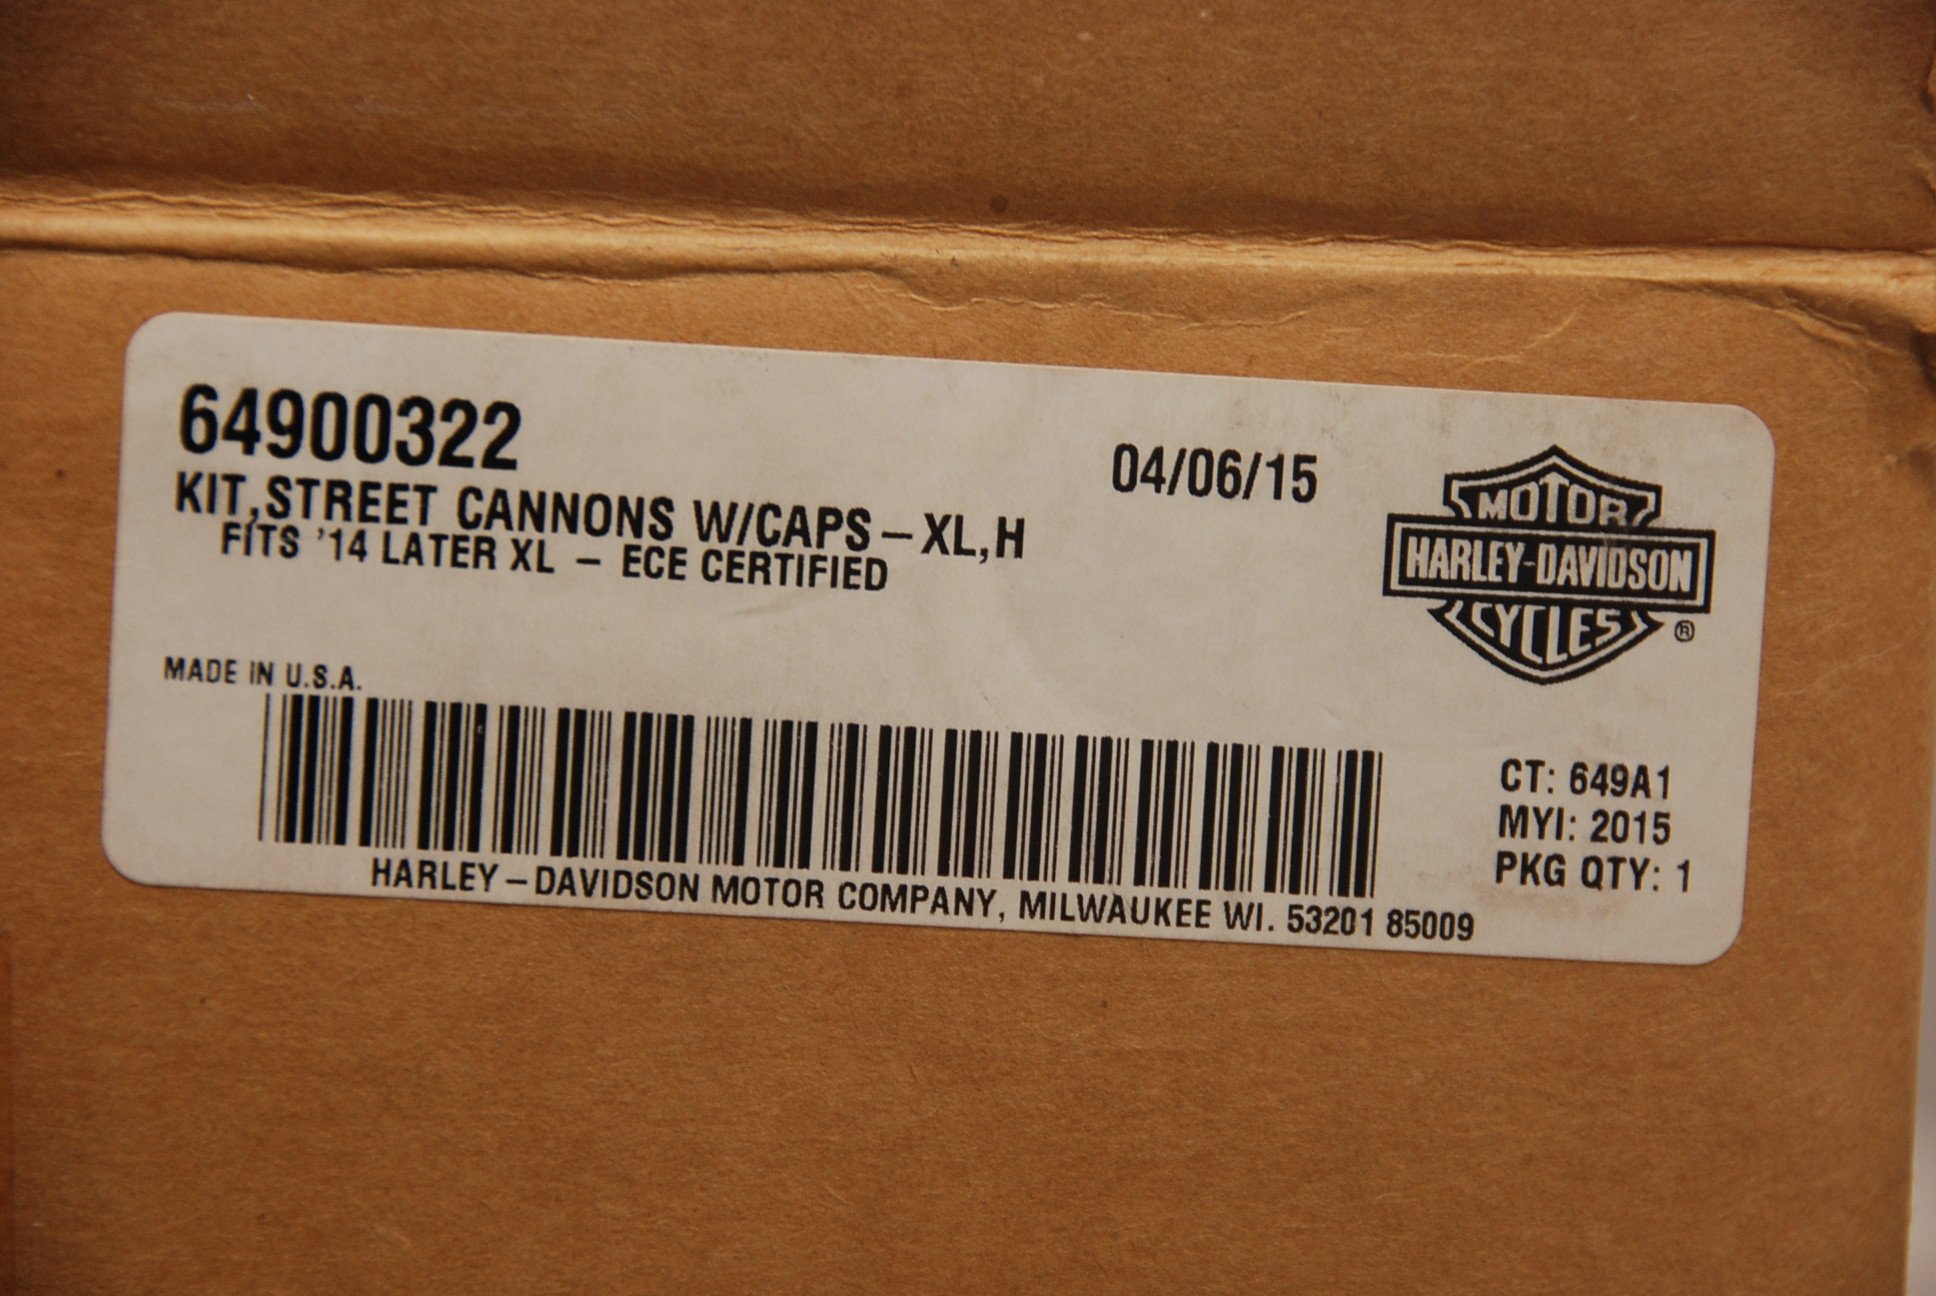 64900322
KIT,STREET CANNONS W/CAPS–XL,H
FITS '14 LATER XL – ECE CERTIFIED
04/06/15
MOTOR
HARLEY-DAVIDSON
CYCLES
®
MADE IN U.S.A.
CT: 649A1
MYI: 2015
PKG QTY: 1
HARLEY–DAVIDSON MOTOR COMPANY, MILWAUKEE WI. 53201 85009